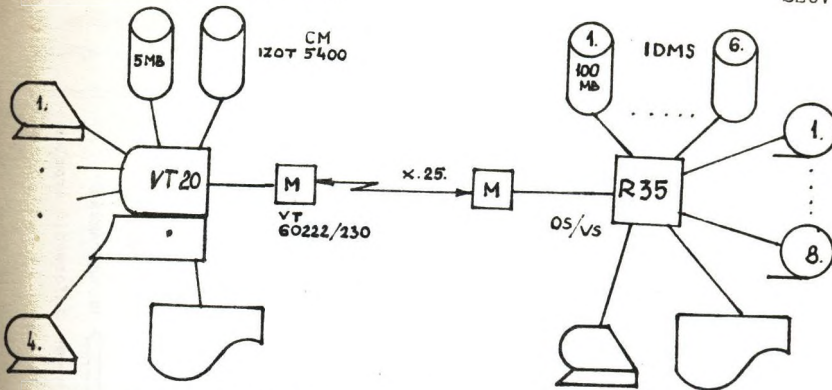 CM
IZOT 5400
5MB
1.
VT20
4.
M
VT
60222/230
x.25.
M
1.
100
MB
IDMS
6.
R35
OS/VS
1.
8.